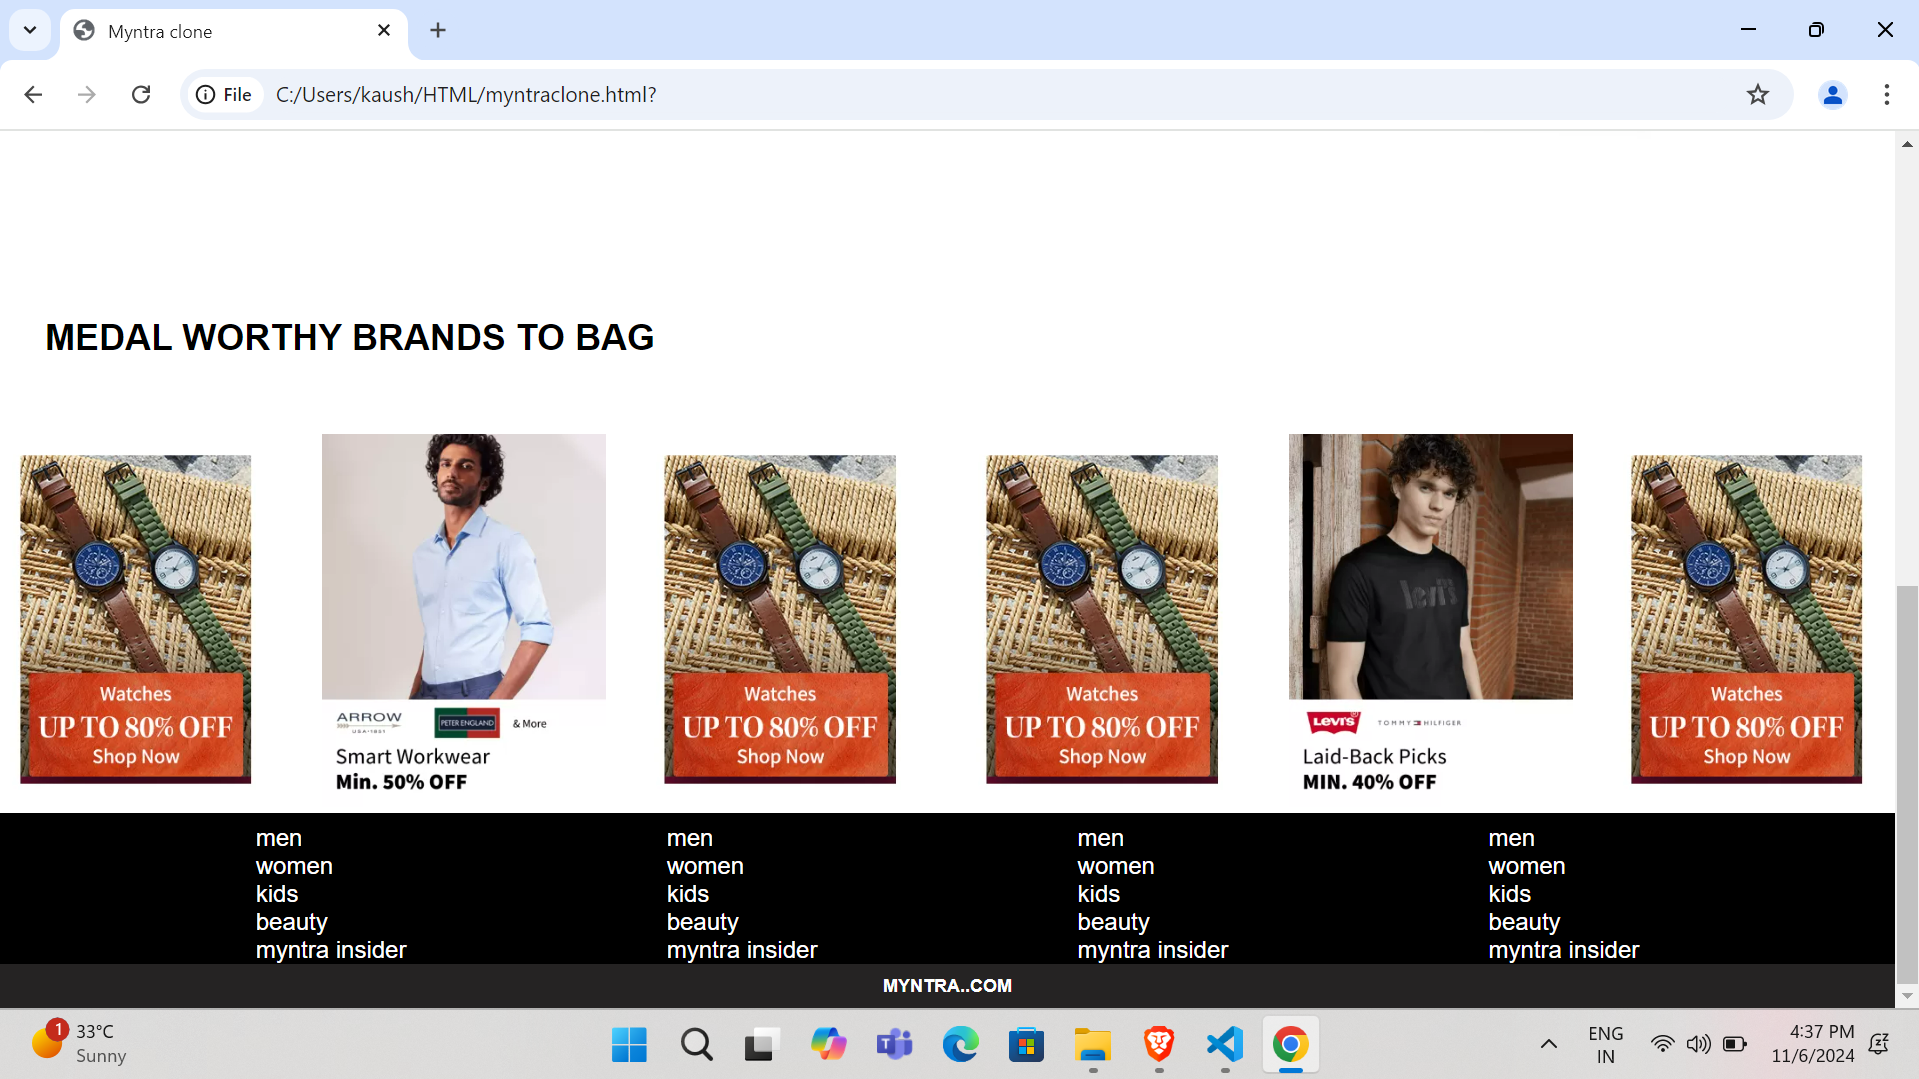 Myntra clone
File
C:/Users/kaush/HTML/myntraclone.html?
MEDAL WORTHY BRANDS TO BAG
Watches
UP TO 80% OFF
Shop Now
ARROW
USA·1851
PETER ENGLAND
& More
Smart Workwear
Min. 50% OFF
Watches
UP TO 80% OFF
Shop Now
Watches
UP TO 80% OFF
Shop Now
levi's
LEVI'S
TOMMY HILFIGER
Laid-Back Picks
MIN. 40% OFF
Watches
UP TO 80% OFF
Shop Now
men
women
kids
beauty
myntra insider
men
women
kids
beauty
myntra insider
men
women
kids
beauty
myntra insider
men
women
kids
beauty
myntra insider
MYNTRA..COM
1
33°C
Sunny
T
ENG
IN
4:37 PM
11/6/2024